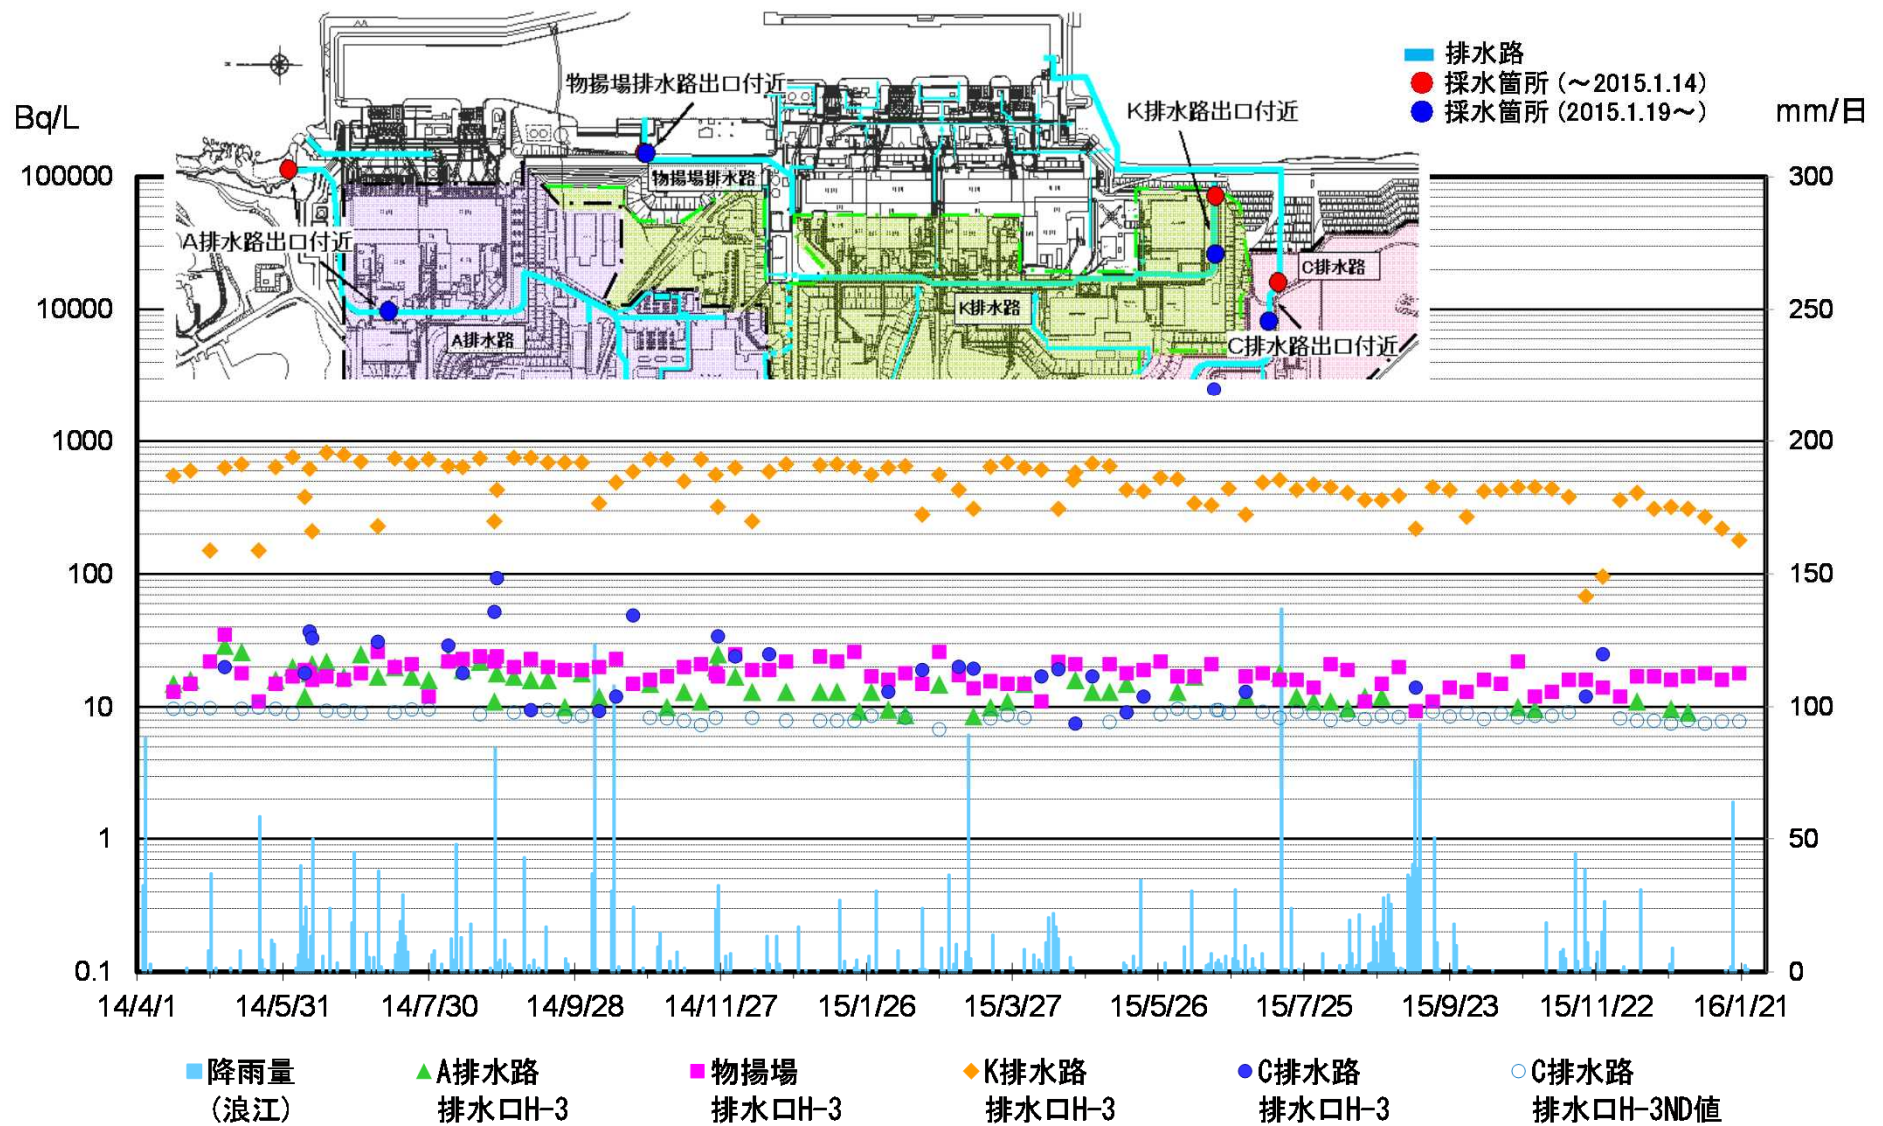 排水路
採水箇所 (～2015.1.14)
採水箇所 (2015.1.19～)
Bq/L
mm/日
物揚場排水路出口付近
K排水路出口付近
物揚場排水路
A排水路出口付近
C排水路
K排水路
A排水路
C排水路出口付近
100000
10000
1000
100
10
1
0.1
300
250
200
150
100
50
0
14/4/1
14/5/31
14/7/30
14/9/28
14/11/27
15/1/26
15/3/27
15/5/26
15/7/25
15/9/23
15/11/22
16/1/21
降雨量
(浪江)
A排水路
排水口H-3
物揚場
排水口H-3
K排水路
排水口H-3
C排水路
排水口H-3
C排水路
排水口H-3ND値